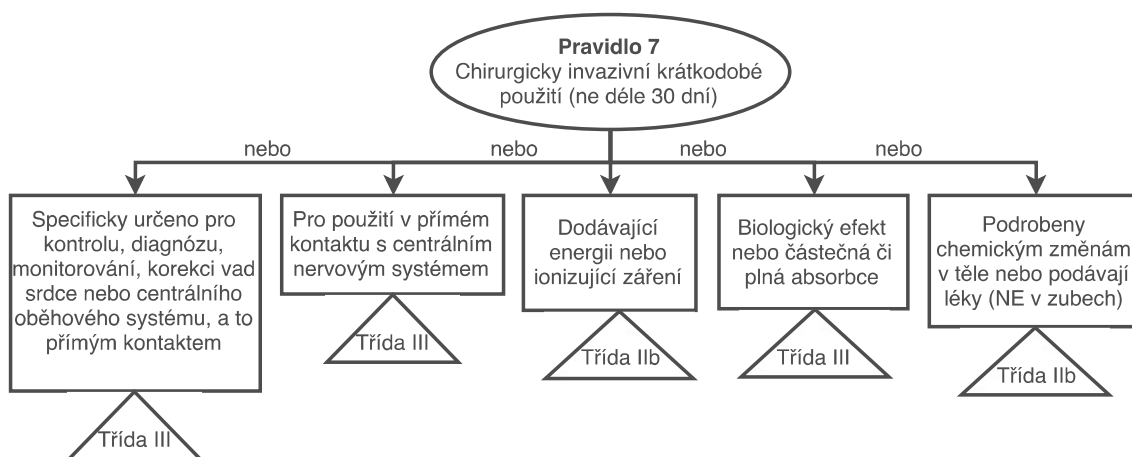 Pravidlo 7
Chirurgicky invazivní krátkodobé
použití (ne déle 30 dní)
nebo
nebo
nebo
nebo
Specificky určeno pro
kontrolu, diagnózu,
monitorování, korekci vad
srdce nebo centrálního
oběhového systému, a to
přímým kontaktem
Třída III
Pro použití v přímém
kontaktu s centrálním
nervovým systémem
Třída III
Dodávající
energii nebo
ionizující záření
Třída IIb
Biologický efekt
nebo částečná či
plná absorbce
Třída III
Podrobeny
chemickým změnám
v těle nebo podávají
léky (NE v zubech)
Třída IIb